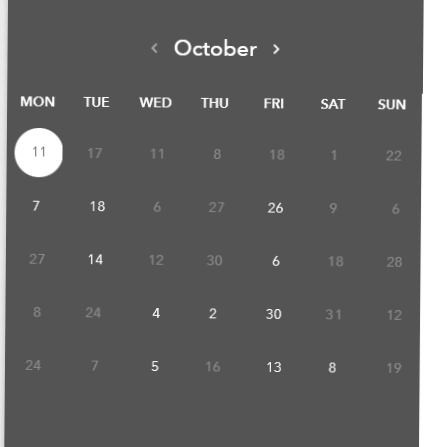 ‹ October ›
MON TUE WED THU FRI SAT SUN
11 17 11 8 18 1 22
7 18 6 27 26 9 6
27 14 12 30 6 18 28
8 24 4 2 30 31 12
24 7 5 16 13 8 19